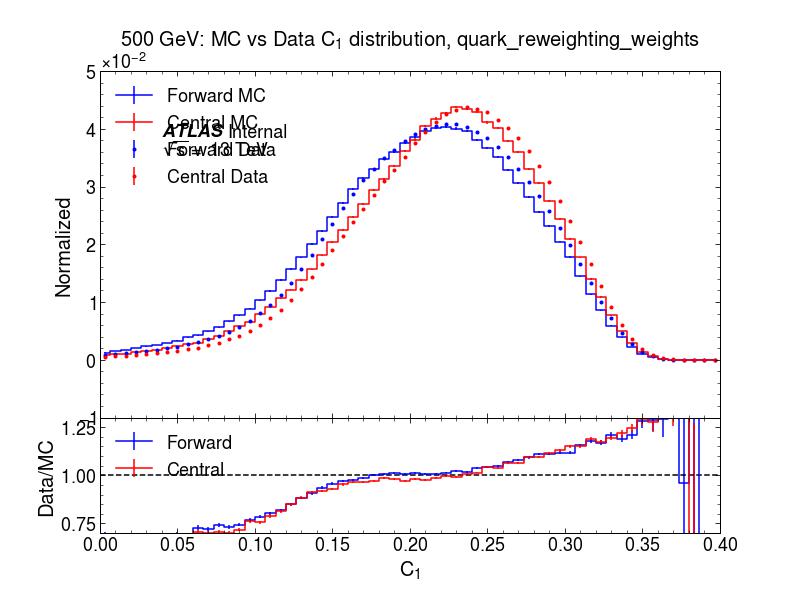 500 GeV: MC vs Data C1 distribution, quark_reweighting_weights
×10−2
5
4
3
2
1
0
−1
Normalized
Forward MC
Central MC
ATLAS Internal
Forward Data
√s = 13 TeV
Central Data
1.25
1.00
0.75
Data/MC
Forward
Central
0.00 0.05 0.10 0.15 0.20 0.25 0.30 0.35 0.40
C1